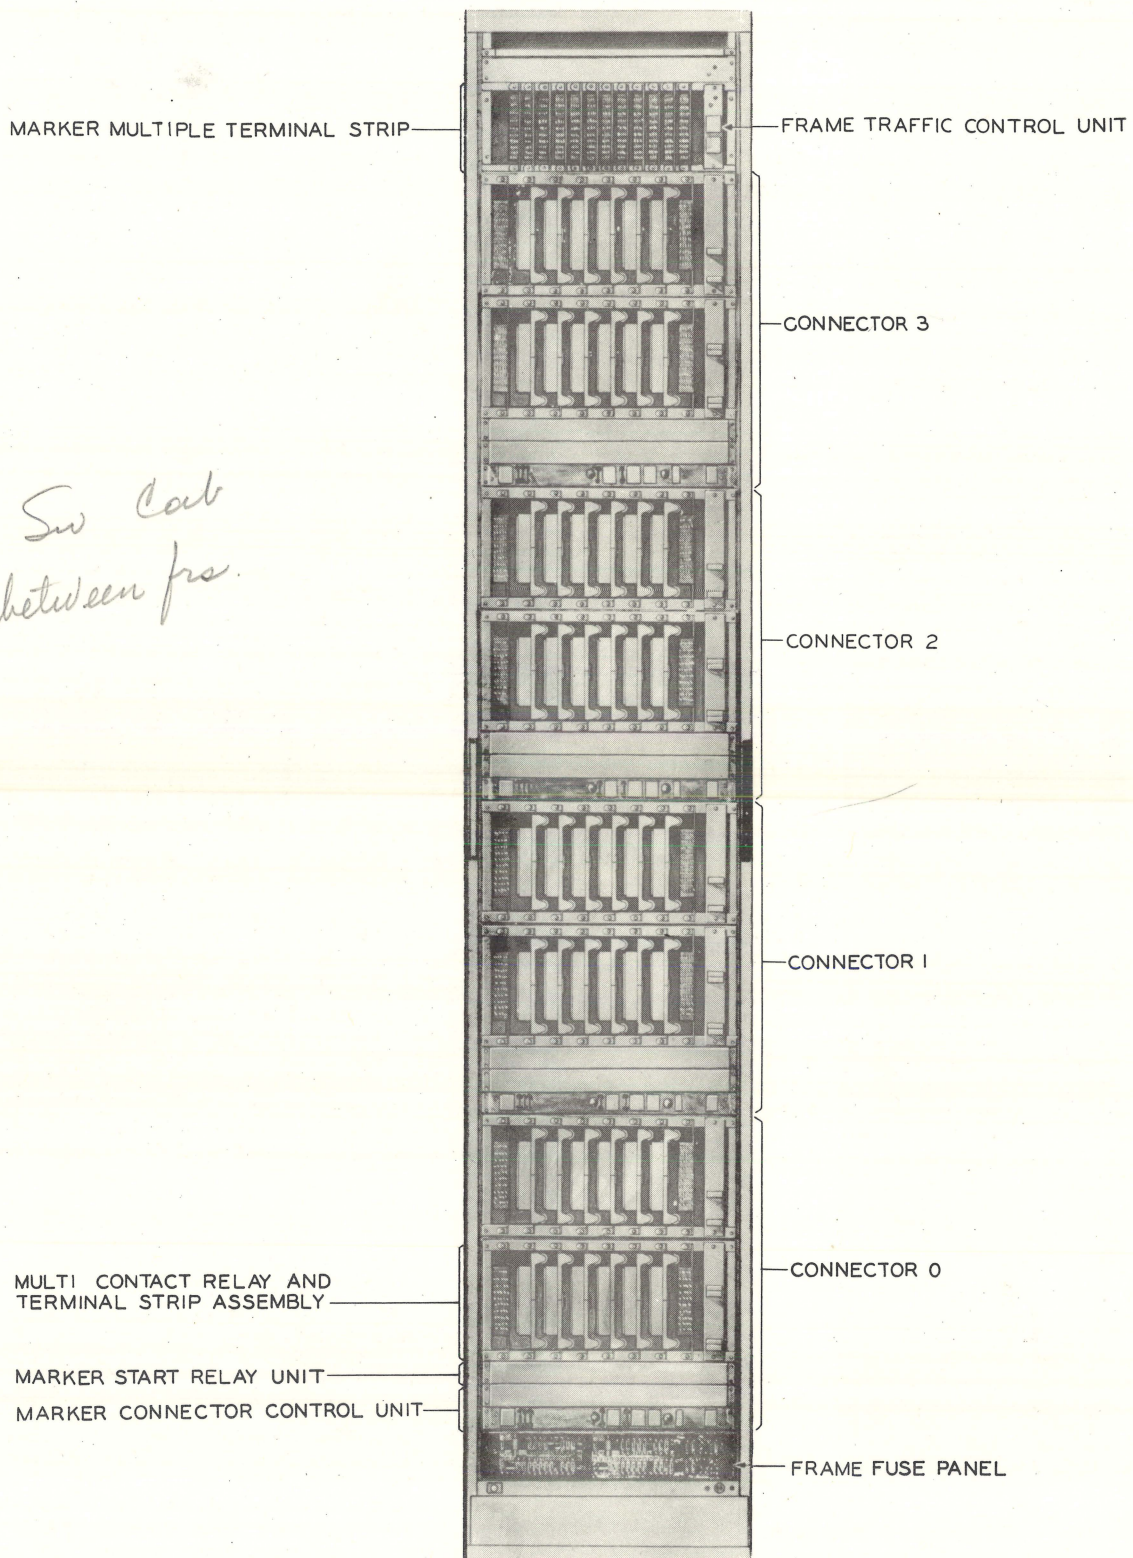 MARKER MULTIPLE TERMINAL STRIP
FRAME TRAFFIC CONTROL UNIT
CONNECTOR 3
Sw Cab
between frs.
CONNECTOR 2
CONNECTOR 1
CONNECTOR 0
MULTI CONTACT RELAY AND
TERMINAL STRIP ASSEMBLY
MARKER START RELAY UNIT
MARKER CONNECTOR CONTROL UNIT
FRAME FUSE PANEL